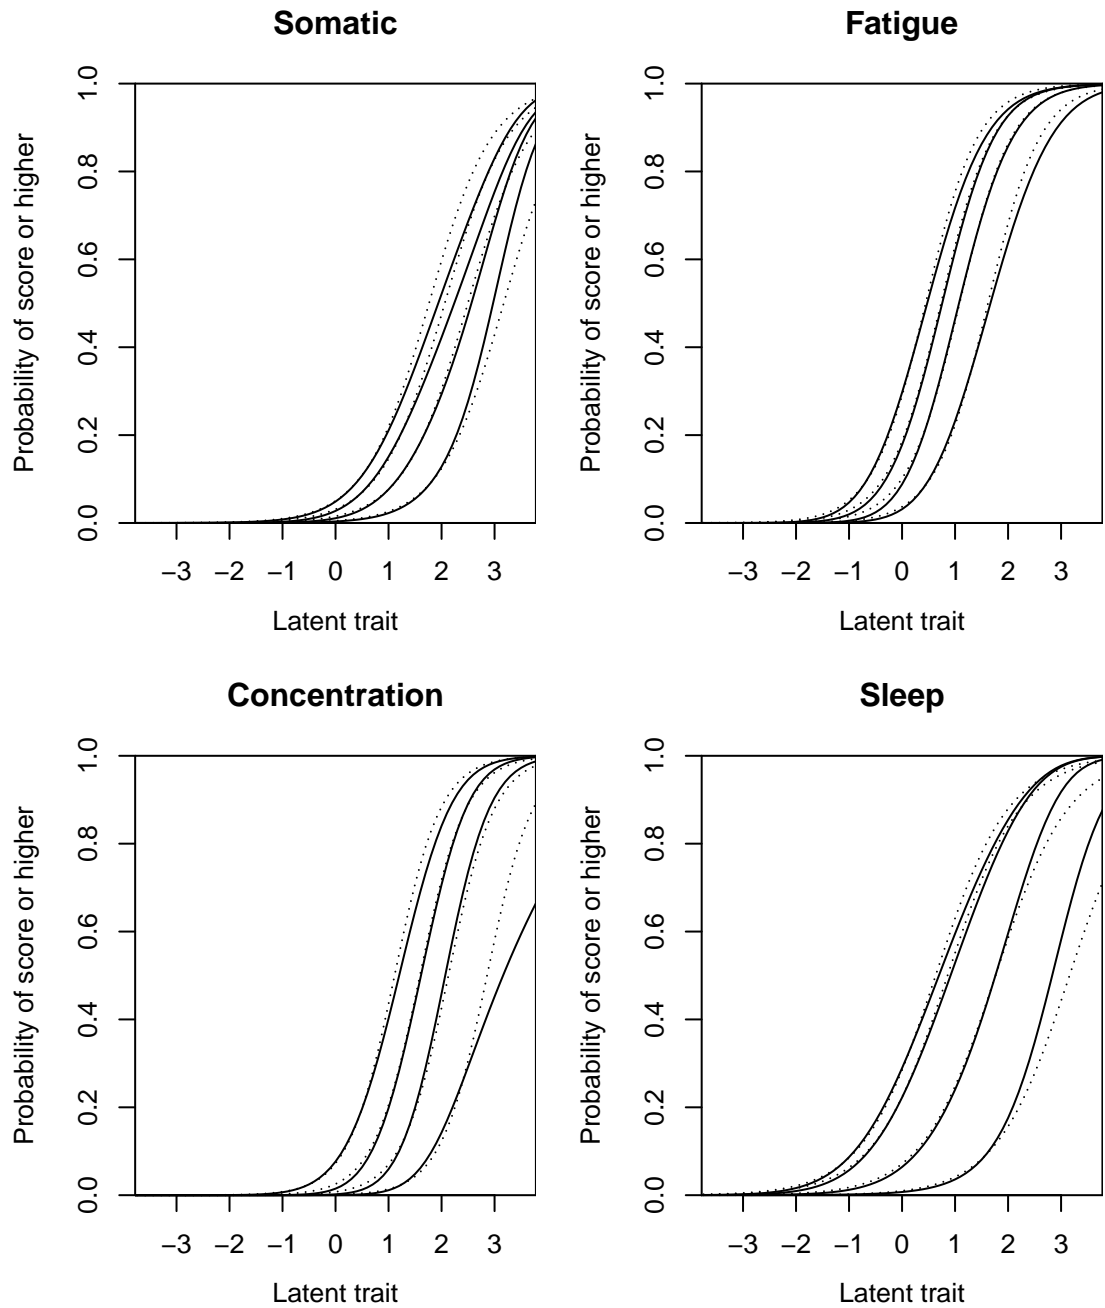 Somatic
Probability of score or higher
0.0 0.2 0.4 0.6 0.8 1.0
−3 −2 −1 0 1 2 3
Latent trait
Fatigue
Probability of score or higher
0.0 0.2 0.4 0.6 0.8 1.0
−3 −2 −1 0 1 2 3
Latent trait
Concentration
Probability of score or higher
0.0 0.2 0.4 0.6 0.8 1.0
−3 −2 −1 0 1 2 3
Latent trait
Sleep
Probability of score or higher
0.0 0.2 0.4 0.6 0.8 1.0
−3 −2 −1 0 1 2 3
Latent trait